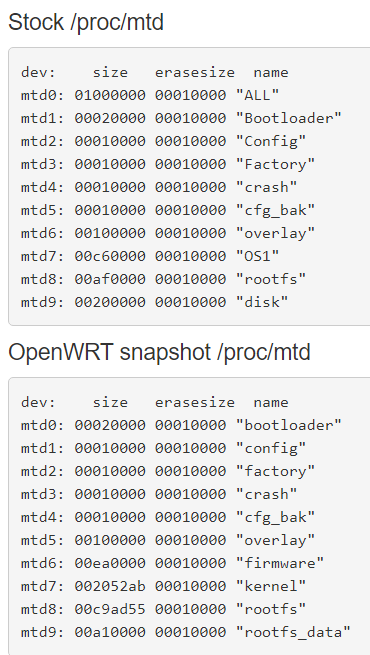 Stock /proc/mtd
dev:    size   erasesize  name
mtd0: 01000000 00010000 "ALL"
mtd1: 00020000 00010000 "Bootloader"
mtd2: 00010000 00010000 "Config"
mtd3: 00010000 00010000 "Factory"
mtd4: 00010000 00010000 "crash"
mtd5: 00010000 00010000 "cfg_bak"
mtd6: 00100000 00010000 "overlay"
mtd7: 00c60000 00010000 "OS1"
mtd8: 00af0000 00010000 "rootfs"
mtd9: 00200000 00010000 "disk"
OpenWRT snapshot /proc/mtd
dev:    size   erasesize  name
mtd0: 00020000 00010000 "bootloader"
mtd1: 00010000 00010000 "config"
mtd2: 00010000 00010000 "factory"
mtd3: 00010000 00010000 "crash"
mtd4: 00010000 00010000 "cfg_bak"
mtd5: 00100000 00010000 "overlay"
mtd6: 00ea0000 00010000 "firmware"
mtd7: 002052ab 00010000 "kernel"
mtd8: 00c9ad55 00010000 "rootfs"
mtd9: 00a10000 00010000 "rootfs_data"